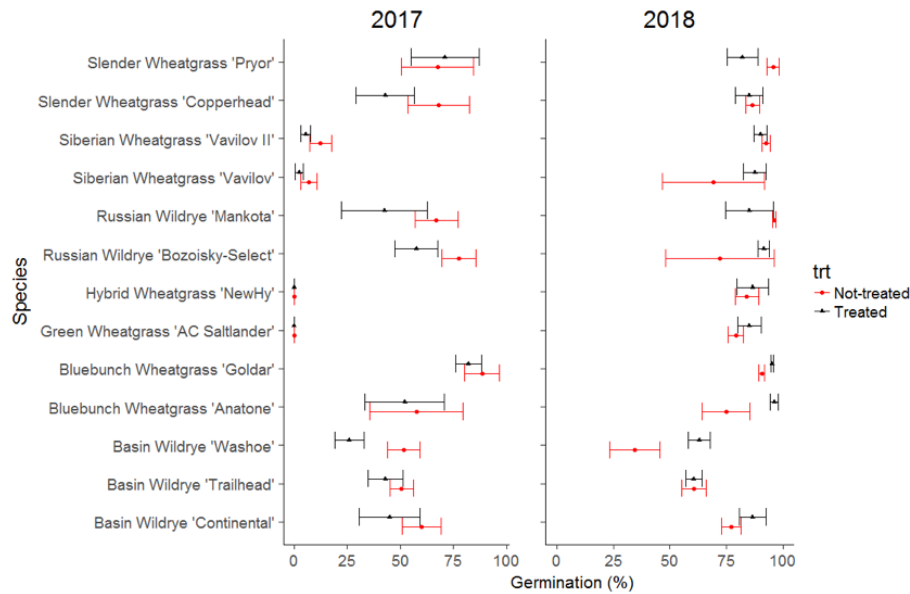 2017
2018
Species
Slender Wheatgrass 'Pryor'
Slender Wheatgrass 'Copperhead'
Siberian Wheatgrass 'Vavilov II'
Siberian Wheatgrass 'Vavilov'
Russian Wildrye 'Mankota'
Russian Wildrye 'Bozoisky-Select'
Hybrid Wheatgrass 'NewHy'
Green Wheatgrass 'AC Saltlander'
Bluebunch Wheatgrass 'Goldar'
Bluebunch Wheatgrass 'Anatone'
Basin Wildrye 'Washoe'
Basin Wildrye 'Trailhead'
Basin Wildrye 'Continental'
0 25 50 75 100 0 25 50 75 100
Germination (%)
trt
Not-treated
Treated